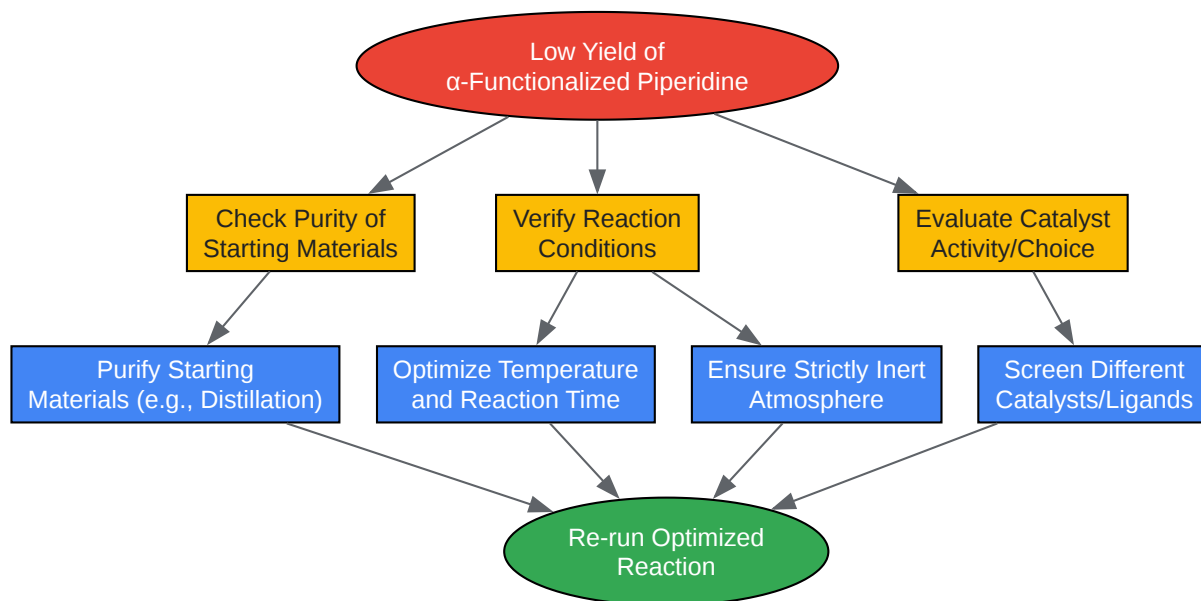 Low Yield of
α-Functionalized Piperidine
Check Purity of
Starting Materials
Verify Reaction
Conditions
Evaluate Catalyst
Activity/Choice
Purify Starting
Materials (e.g., Distillation)
Optimize Temperature
and Reaction Time
Ensure Strictly Inert
Atmosphere
Screen Different
Catalysts/Ligands
Re-run Optimized
Reaction